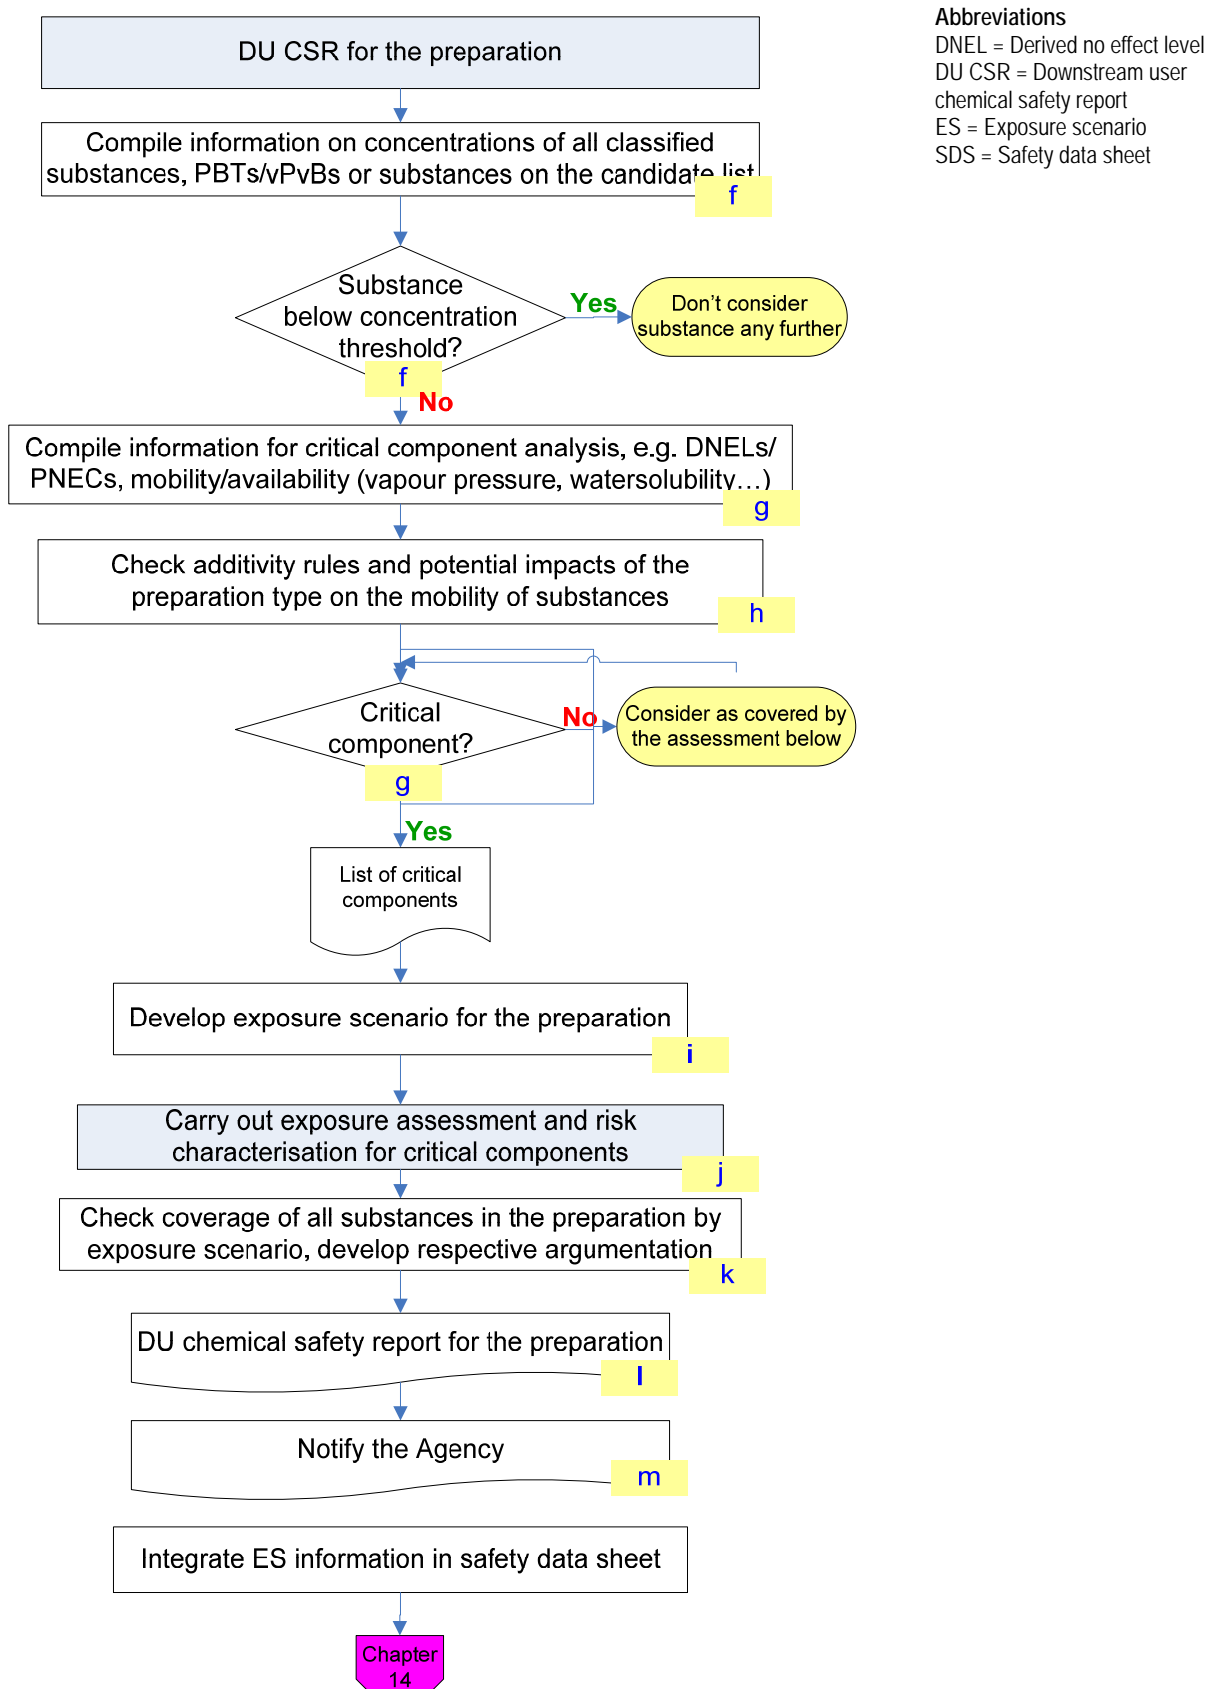 DU CSR for the preparation
Abbreviations
DNEL = Derived no effect level
DU CSR = Downstream user
chemical safety report
ES = Exposure scenario
SDS = Safety data sheet
Compile information on concentrations of all classified
substances, PBTs/vPvBs or substances on the candidate list
f
Substance
below concentration
threshold?
f
Yes
Don't consider
substance any further
No
Compile information for critical component analysis, e.g. DNELs/
PNECs, mobility/availability (vapour pressure, watersolubility…)
g
Check additivity rules and potential impacts of the
preparation type on the mobility of substances
h
Critical
component?
g
No
Consider as covered by
the assessment below
Yes
List of critical
components
Develop exposure scenario for the preparation
i
Carry out exposure assessment and risk
characterisation for critical components
j
Check coverage of all substances in the preparation by
exposure scenario, develop respective argumentation
k
DU chemical safety report for the preparation
l
Notify the Agency
m
Integrate ES information in safety data sheet
Chapter
14